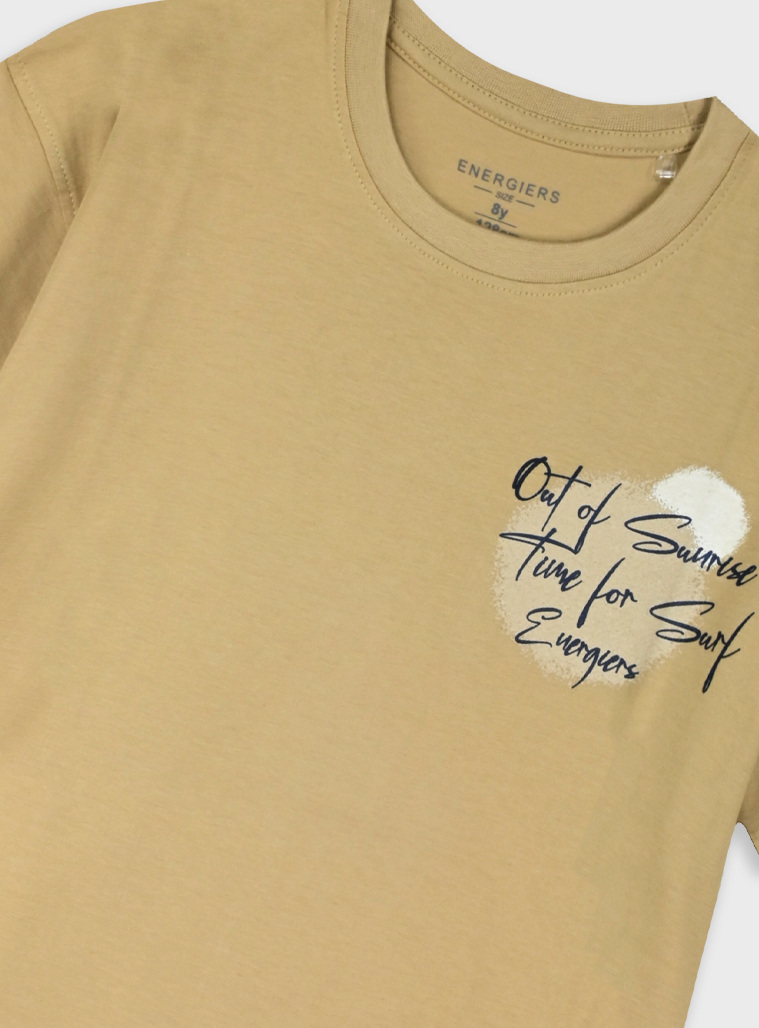 ENERGIERS
SIZE
8y
Out of Sunrise
Time for Surf
Energiers